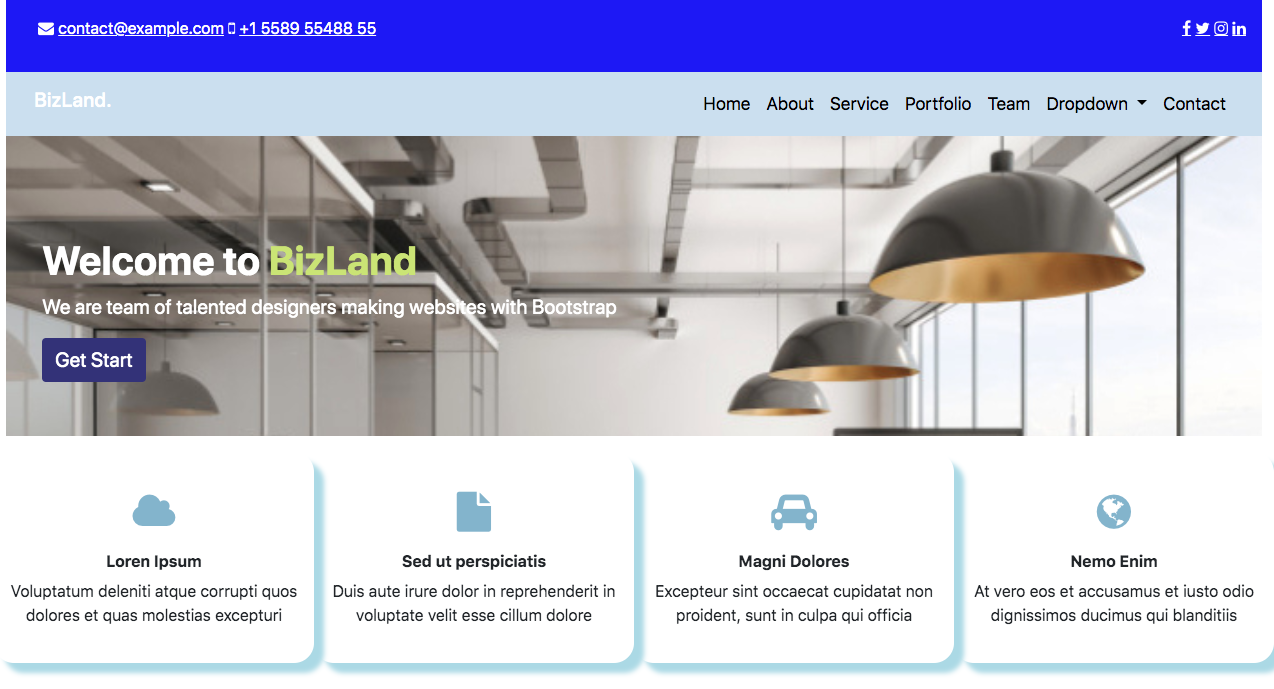 contact@example.com +1 5589 55488 55
BizLand.
Home About Service Portfolio Team Dropdown Contact
Welcome to BizLand
We are team of talented designers making websites with Bootstrap
Get Start
Loren Ipsum
Voluptatum deleniti atque corrupti quos
dolores et quas molestias excepturi
Sed ut perspiciatis
Duis aute irure dolor in reprehenderit in
voluptate velit esse cillum dolore
Magni Dolores
Excepteur sint occaecat cupidatat non
proident, sunt in culpa qui officia
Nemo Enim
At vero eos et accusamus et iusto odio
dignissimos ducimus qui blanditiis